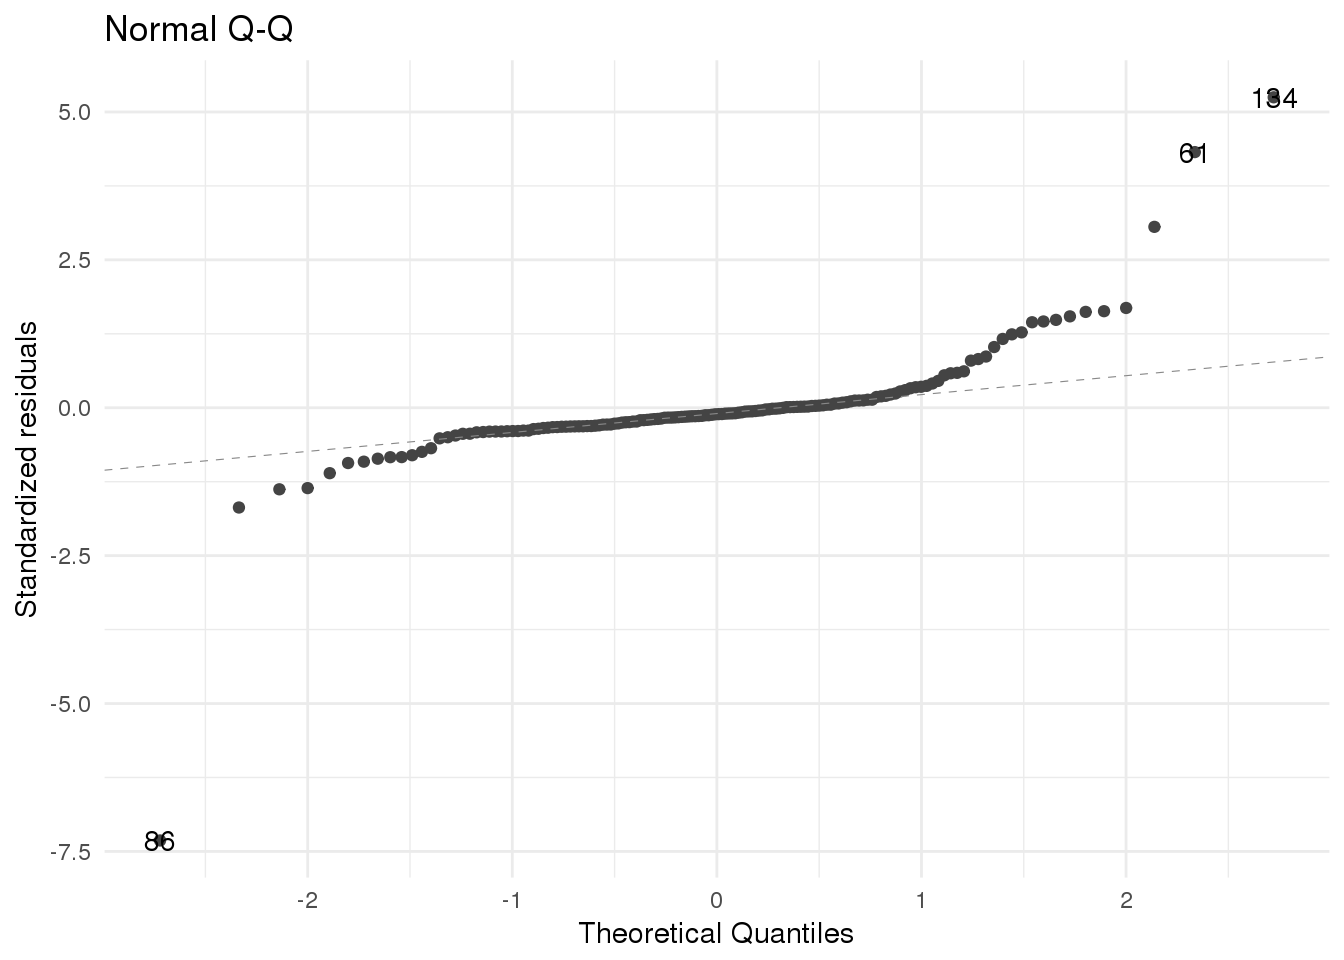 Normal Q-Q
5.0
2.5
0.0
-2.5
-5.0
-7.5
Standardized residuals
134
61
86
-2 -1 0 1 2
Theoretical Quantiles